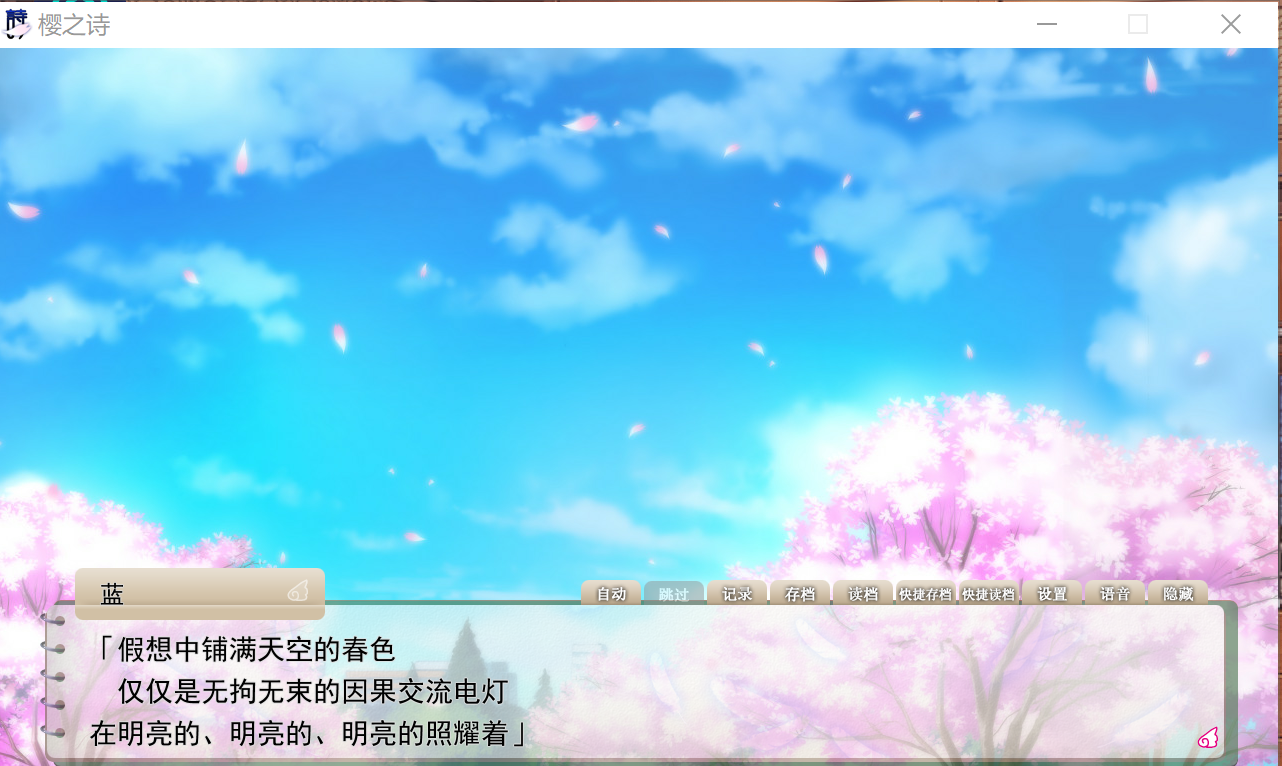 樱之诗
蓝
自动 跳过 记录 存档 读档 快捷存档 快捷读档 设置 语音 隐藏
「假想中铺满天空的春色
仅仅是无拘无束的因果交流电灯
在明亮的、明亮的、明亮的照耀着」